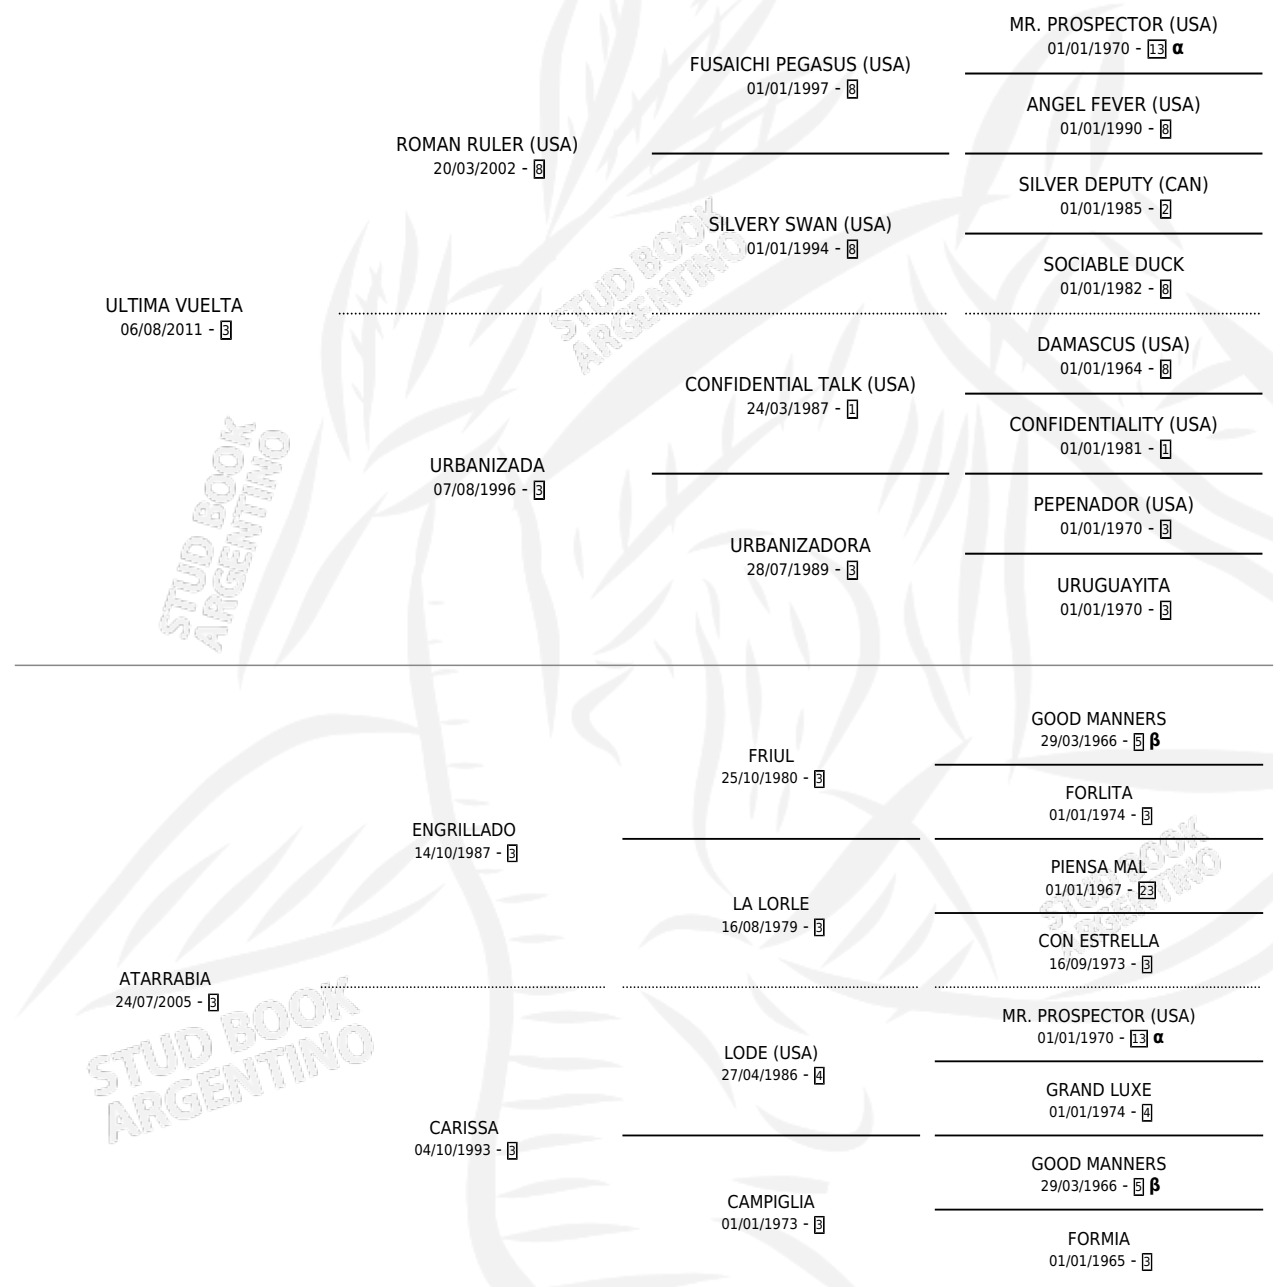 MR. PROSPECTOR (USA)
01/01/1970 - 13 α
FUSAICHI PEGASUS (USA)
01/01/1997 - 8
ANGEL FEVER (USA)
01/01/1990 - 8
ROMAN RULER (USA)
20/03/2002 - 8
SILVER DEPUTY (CAN)
01/01/1985 - 2
SILVERY SWAN (USA)
01/01/1994 - 8
SOCIABLE DUCK
01/01/1982 - 8
ULTIMA VUELTA
06/08/2011 - 3
DAMASCUS (USA)
01/01/1964 - 8
CONFIDENTIAL TALK (USA)
24/03/1987 - 1
CONFIDENTIALITY (USA)
01/01/1981 - 1
URBANIZADA
07/08/1996 - 3
PEPENADOR (USA)
01/01/1970 - 3
URBANIZADORA
28/07/1989 - 3
URUGUAYITA
01/01/1970 - 3
GOOD MANNERS
29/03/1966 - 5 β
FRIUL
25/10/1980 - 3
FORLITA
01/01/1974 - 3
ENGRILLADO
14/10/1987 - 3
PIENSA MAL
01/01/1967 - 23
LA LORLE
16/08/1979 - 3
CON ESTRELLA
16/09/1973 - 3
ATARRABIA
24/07/2005 - 3
MR. PROSPECTOR (USA)
01/01/1970 - 13 α
LODE (USA)
27/04/1986 - 4
GRAND LUXE
01/01/1974 - 4
CARISSA
04/10/1993 - 3
GOOD MANNERS
29/03/1966 - 5 β
CAMPIGLIA
01/01/1973 - 3
FORMIA
01/01/1965 - 3
STUD BOOK
ARGENTINO
STUD BOOK
ARGENTINO
STUD BOOK
ARGENTINO
STUD BOOK
ARGENTINO